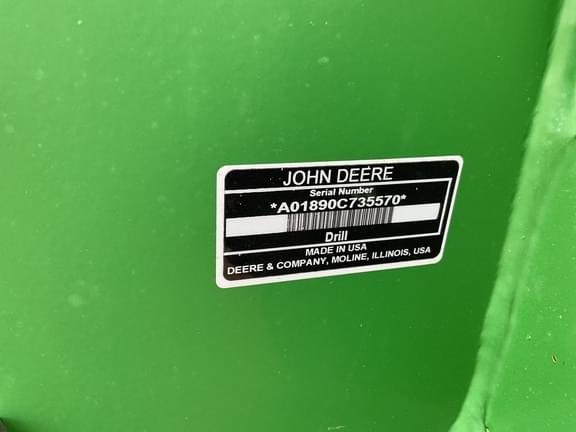 JOHN DEERE
Serial Number
*A01890C735570*
Drill
MADE IN USA
DEERE & COMPANY, MOLINE, ILLINOIS, USA